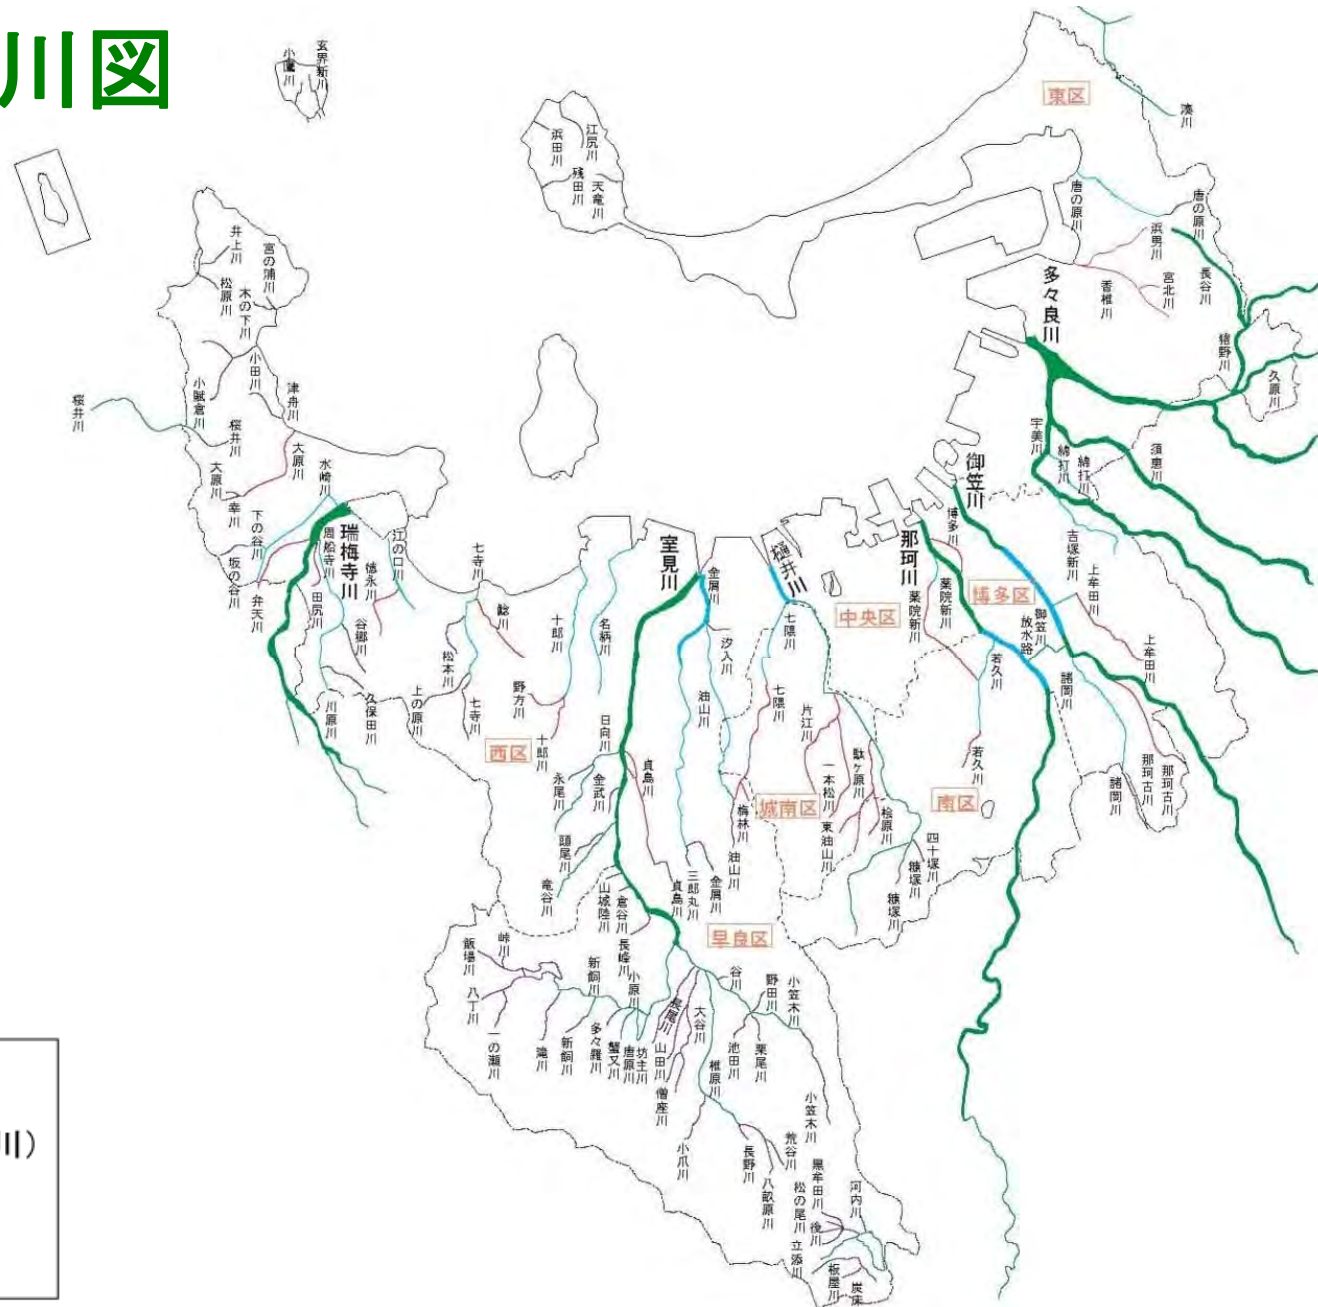 川図
玄界新川
小鷹川
東区
湊川
浜田川
江尻川
残田川
天竜川
唐の原川
唐の原川
浜男川
長谷川
宮北川
香椎川
多々良川
猪野川
久原川
井上川
宮の浦川
松原川
木の下川
小田川
津舟川
小賦倉川
桜井川
桜井川
大原川
大原川
幸川
水崎川
下の谷川
坂の谷川
弁天川
周船寺川
瑞梅寺川
江の口川
徳永川
田尻川
谷郷川
川原川
久保田川
七寺川
鯰川
松本川
上の原川
七寺川
十郎川
名柄川
野方川
十郎川
西区
室見川
金屑川
樋井川
七隈川
汐入川
油山川
七隈川
中央区
那珂川
博多川
薬院新川
薬院新川
御笠川
博多区
御笠川
放水路
若久川
若久川
宇美川
綿打川
綿打川
須恵川
吉塚新川
上牟田川
上牟田川
諸岡川
諸岡川
那珂古川
那珂古川
日向川
永尾川
金武川
貞島川
頭尾川
竜谷川
山城陸川
倉谷川
長峰川
貞島川
三郎丸川
金屑川
梅林川
油山川
城南区
片江川
一本松川
駄ヶ原川
東油山川
桧原川
四十塚川
糠塚川
糠塚川
南区
早良区
飯場川
峠川
八丁川
一の瀬川
滝川
新飼川
新飼川
多々羅川
小原川
蟹又川
唐原川
坊主川
長尾川
山田川
大谷川
僧座川
椎原川
谷川
野田川
小笠木川
池田川
栗尾川
小笠木川
小爪川
長野川
荒谷川
八畝原川
黒牟田川
松の尾川
後川
河内川
立添川
板屋川
炭床
川）